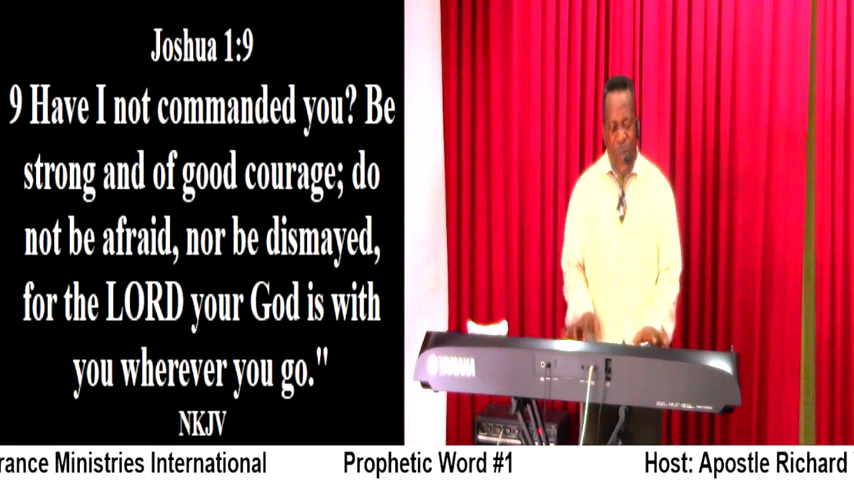 Joshua 1:9
9 Have I not commanded you? Be
strong and of good courage; do
not be afraid, nor be dismayed,
for the LORD your God is with
you wherever you go."
NKJV
YAMAHA
rance Ministries International Prophetic Word #1 Host: Apostle Richard